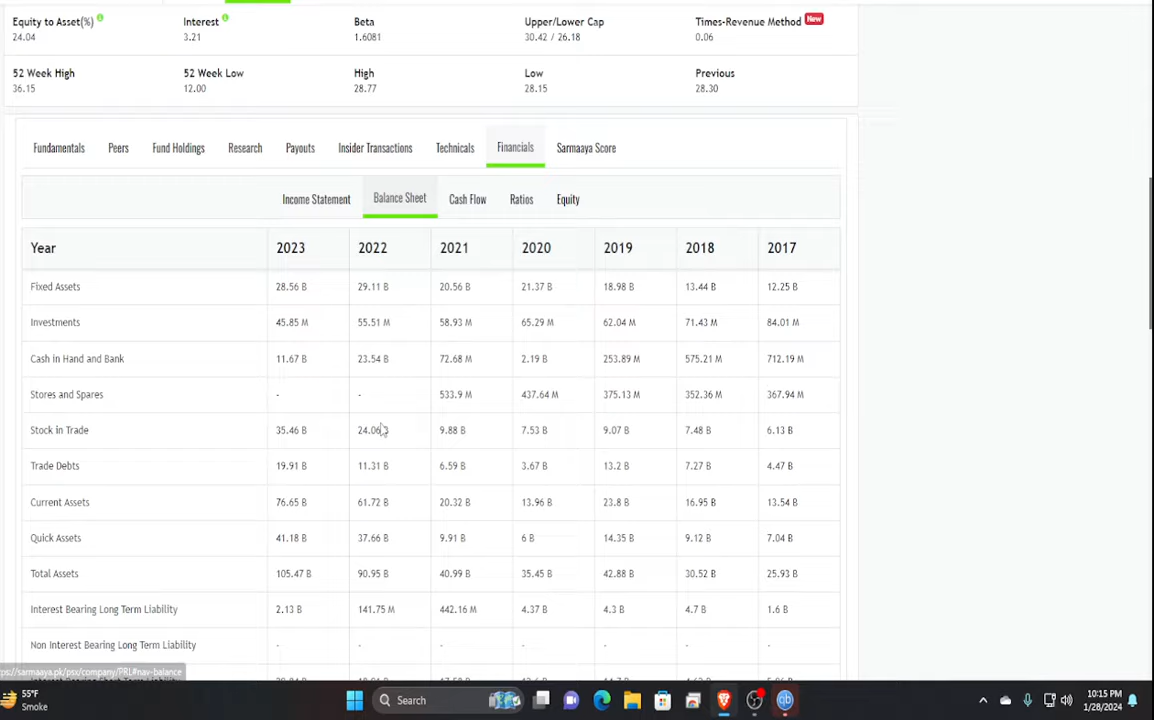 Equity to Asset(%) Interest Beta Upper/Lower Cap Times-Revenue Method New
24.04 3.21 1.6081 30.42 / 26.18 0.06
52 Week High 52 Week Low High Low Previous
36.15 12.00 28.77 28.15 28.30
Fundamentals Peers Fund Holdings Research Payouts Insider Transactions Technicals Financials Sarmaaya Score
Income Statement Balance Sheet Cash Flow Ratios Equity
Year 2023 2022 2021 2020 2019 2018 2017
Fixed Assets 28.56 B 29.11 B 20.56 B 21.37 B 18.98 B 13.44 B 12.25 B
Investments 45.85 M 55.51 M 58.93 M 65.29 M 62.04 M 71.43 M 84.01 M
Cash in Hand and Bank 11.67 B 23.54 B 72.68 M 2.19 B 253.89 M 575.21 M 712.19 M
Stores and Spares - - 533.9 M 437.64 M 375.13 M 352.36 M 367.94 M
Stock in Trade 35.46 B 24.06 B 9.88 B 7.53 B 9.07 B 7.48 B 6.13 B
Trade Debts 19.91 B 11.31 B 6.59 B 3.67 B 13.2 B 7.27 B 4.47 B
Current Assets 76.65 B 61.72 B 20.32 B 13.96 B 23.8 B 16.95 B 13.54 B
Quick Assets 41.18 B 37.66 B 9.91 B 6 B 14.35 B 9.12 B 7.04 B
Total Assets 105.47 B 90.95 B 40.99 B 35.45 B 42.88 B 30.52 B 25.93 B
Interest Bearing Long Term Liability 2.13 B 141.75 M 442.16 M 4.37 B 4.3 B 4.7 B 1.6 B
Non Interest Bearing Long Term Liability - - - - - - -
ps://sarmaaya.pk/psx/company/PRL#nav-balance
55°F
Smoke
Search
10:15 PM
1/28/2024